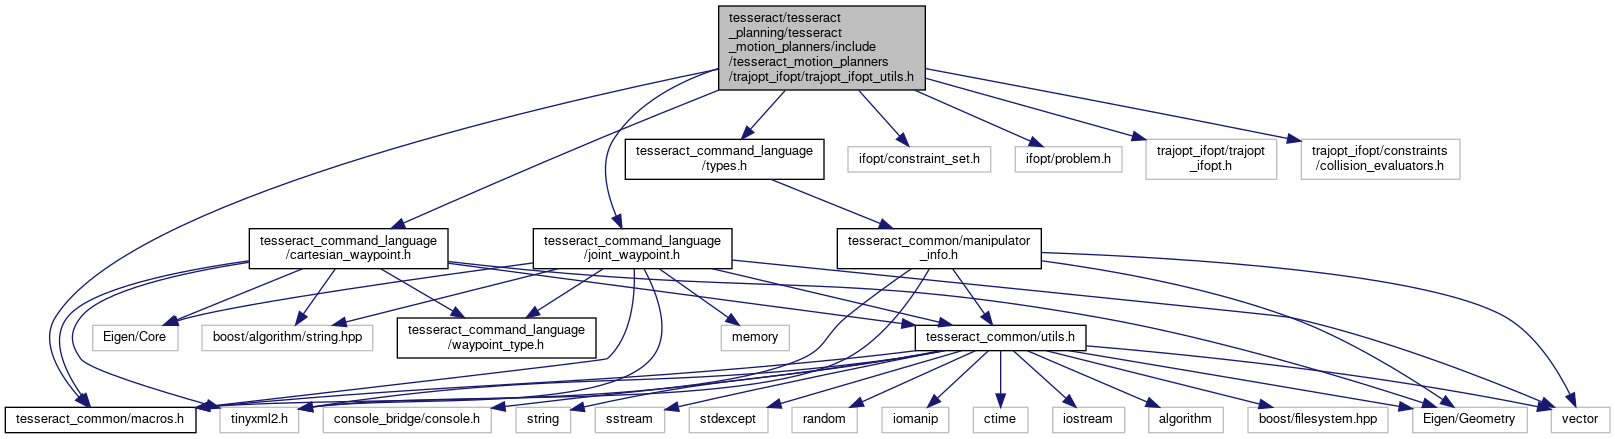 tesseract/tesseract
_planning/tesseract
_motion_planners/include
/tesseract_motion_planners
/trajopt_ifopt/trajopt_ifopt_utils.h
tesseract_command_language
/types.h
ifopt/constraint_set.h
ifopt/problem.h
trajopt_ifopt/trajopt
_ifopt.h
trajopt_ifopt/constraints
/collision_evaluators.h
tesseract_command_language
/cartesian_waypoint.h
tesseract_command_language
/joint_waypoint.h
tesseract_common/manipulator
_info.h
Eigen/Core
boost/algorithm/string.hpp
tesseract_command_language
/waypoint_type.h
memory
tesseract_common/utils.h
tesseract_common/macros.h
tinyxml2.h
console_bridge/console.h
string
sstream
stdexcept
random
iomanip
ctime
iostream
algorithm
boost/filesystem.hpp
Eigen/Geometry
vector